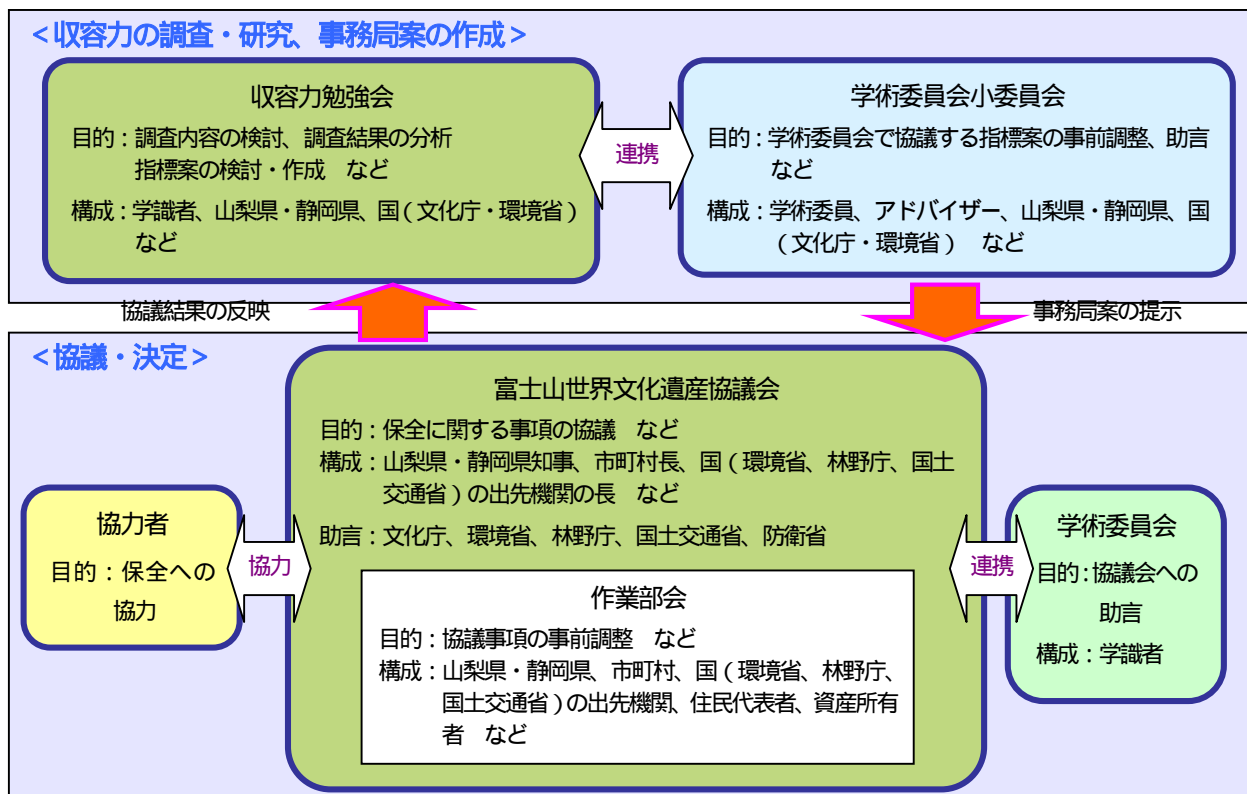 <収容力の調査・研究、事務局案の作成>
収容力勉強会
目的：調査内容の検討、調査結果の分析
指標案の検討・作成　など
構成：学識者、山梨県・静岡県、国（文化庁・環境省）
など
連携
学術委員会小委員会
目的：学術委員会で協議する指標案の事前調整、助言
など
構成：学術委員、アドバイザー、山梨県・静岡県、国
（文化庁・環境省）　など
協議結果の反映
事務局案の提示
<協議・決定>
富士山世界文化遺産協議会
目的：保全に関する事項の協議　など
構成：山梨県・静岡県知事、市町村長、国（環境省、林野庁、国土
交通省）の出先機関の長　など
助言：文化庁、環境省、林野庁、国土交通省、防衛省
作業部会
目的：協議事項の事前調整　など
構成：山梨県・静岡県、市町村、国（環境省、林野庁、
国土交通省）の出先機関、住民代表者、資産所有
者　など
協力者
目的：保全への
協力
協力
連携
学術委員会
目的：協議会への
助言
構成：学識者